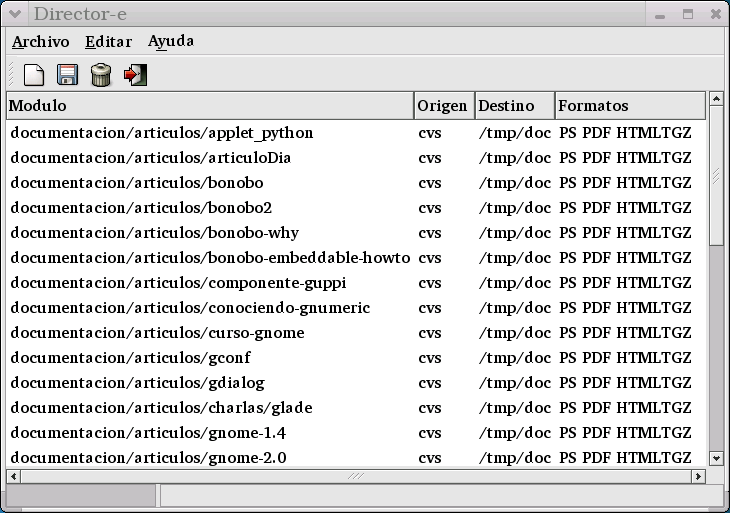 Director-e
Archivo Editar Ayuda
Modulo Origen Destino Formatos
documentacion/articulos/applet_python cvs /tmp/doc PS PDF HTMLTGZ
documentacion/articulos/articuloDia cvs /tmp/doc PS PDF HTMLTGZ
documentacion/articulos/bonobo cvs /tmp/doc PS PDF HTMLTGZ
documentacion/articulos/bonobo2 cvs /tmp/doc PS PDF HTMLTGZ
documentacion/articulos/bonobo-why cvs /tmp/doc PS PDF HTMLTGZ
documentacion/articulos/bonobo-embeddable-howto cvs /tmp/doc PS PDF HTMLTGZ
documentacion/articulos/componente-guppi cvs /tmp/doc PS PDF HTMLTGZ
documentacion/articulos/conociendo-gnumeric cvs /tmp/doc PS PDF HTMLTGZ
documentacion/articulos/curso-gnome cvs /tmp/doc PS PDF HTMLTGZ
documentacion/articulos/gconf cvs /tmp/doc PS PDF HTMLTGZ
documentacion/articulos/gdialog cvs /tmp/doc PS PDF HTMLTGZ
documentacion/articulos/charlas/glade cvs /tmp/doc PS PDF HTMLTGZ
documentacion/articulos/gnome-1.4 cvs /tmp/doc PS PDF HTMLTGZ
documentacion/articulos/gnome-2.0 cvs /tmp/doc PS PDF HTMLTGZ